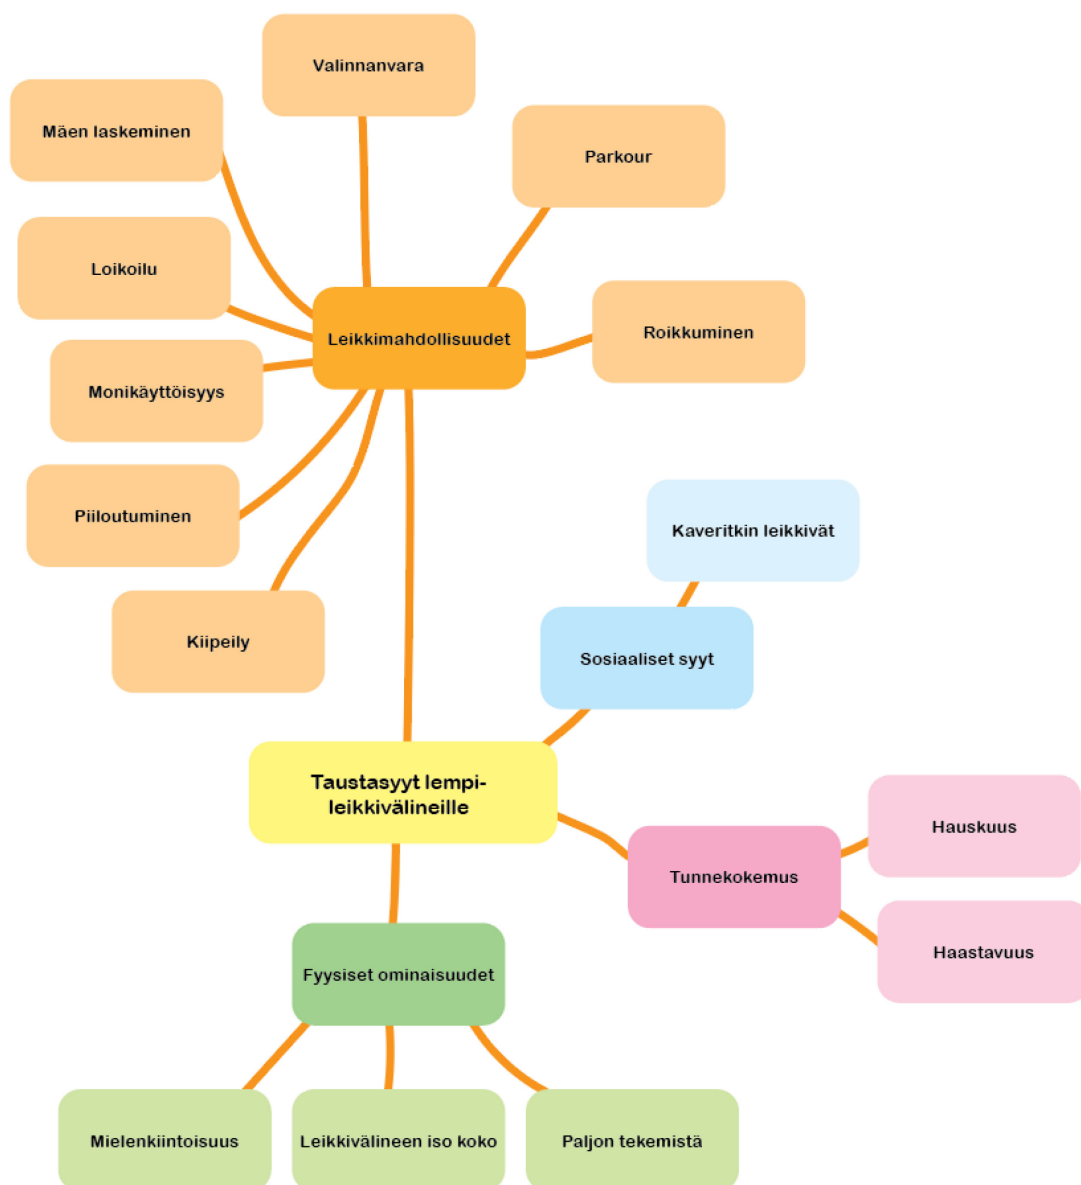 Valinnanvara
Mäen laskeminen
Parkour
Loikoilu
Leikkimahdollisuudet
Roikkuminen
Monikäyttöisyys
Piiloutuminen
Kaveritkin leikkivät
Kiipeily
Sosiaaliset syyt
Taustasyyt lempi-
leikkivälineille
Hauskuus
Tunnekokemus
Haastavuus
Fyysiset ominaisuudet
Mielenkiintoisuus
Leikkivälineen iso koko
Paljon tekemistä